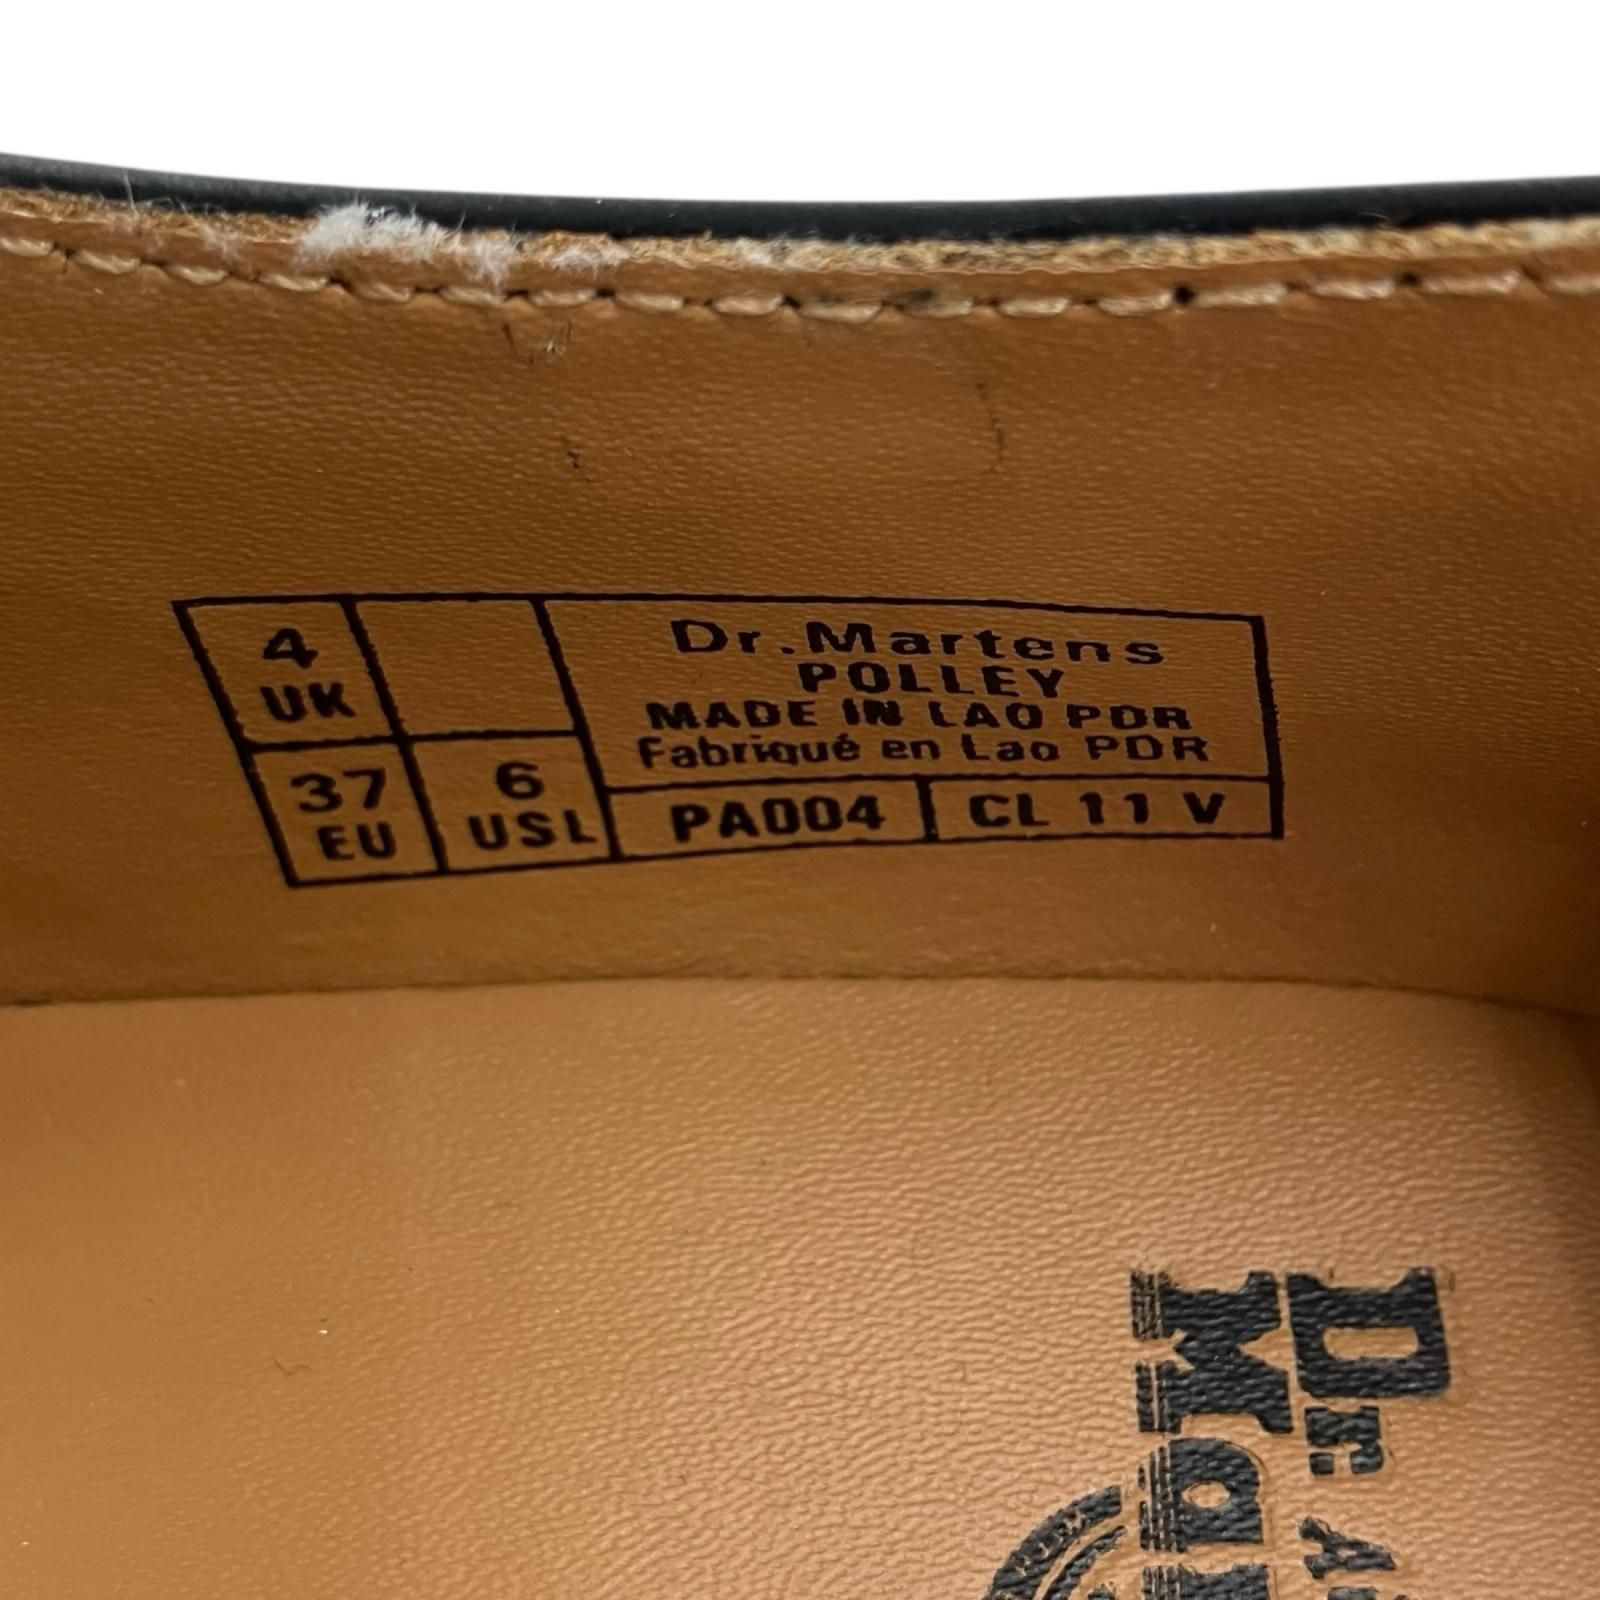 4
UK
37
EU
6
USL
Dr.Martens
POLLEY
MADE IN LAO PDR
Fabriqué en Lao PDR
PA004
CL 11 V
Dr.